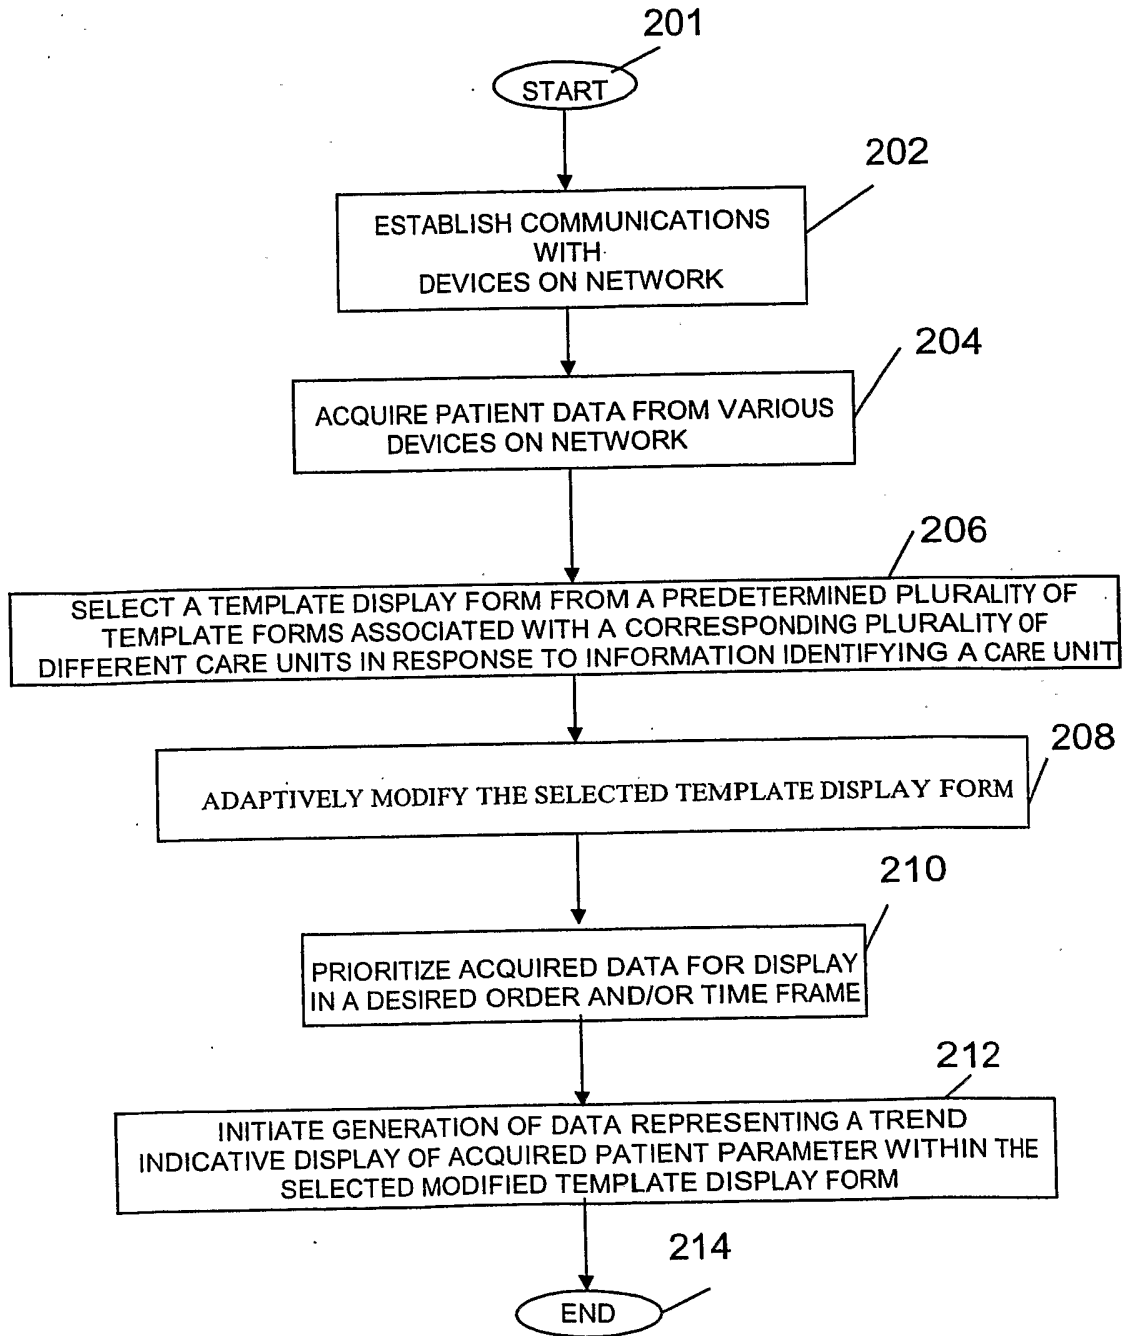 201
START
202
ESTABLISH COMMUNICATIONS
WITH
DEVICES ON NETWORK
204
ACQUIRE PATIENT DATA FROM VARIOUS
DEVICES ON NETWORK
206
SELECT A TEMPLATE DISPLAY FORM FROM A PREDETERMINED PLURALITY OF
TEMPLATE FORMS ASSOCIATED WITH A CORRESPONDING PLURALITY OF
DIFFERENT CARE UNITS IN RESPONSE TO INFORMATION IDENTIFYING A CARE UNIT
208
ADAPTIVELY MODIFY THE SELECTED TEMPLATE DISPLAY FORM
210
PRIORITIZE ACQUIRED DATA FOR DISPLAY
IN A DESIRED ORDER AND/OR TIME FRAME
212
INITIATE GENERATION OF DATA REPRESENTING A TREND
INDICATIVE DISPLAY OF ACQUIRED PATIENT PARAMETER WITHIN THE
SELECTED MODIFIED TEMPLATE DISPLAY FORM
214
END